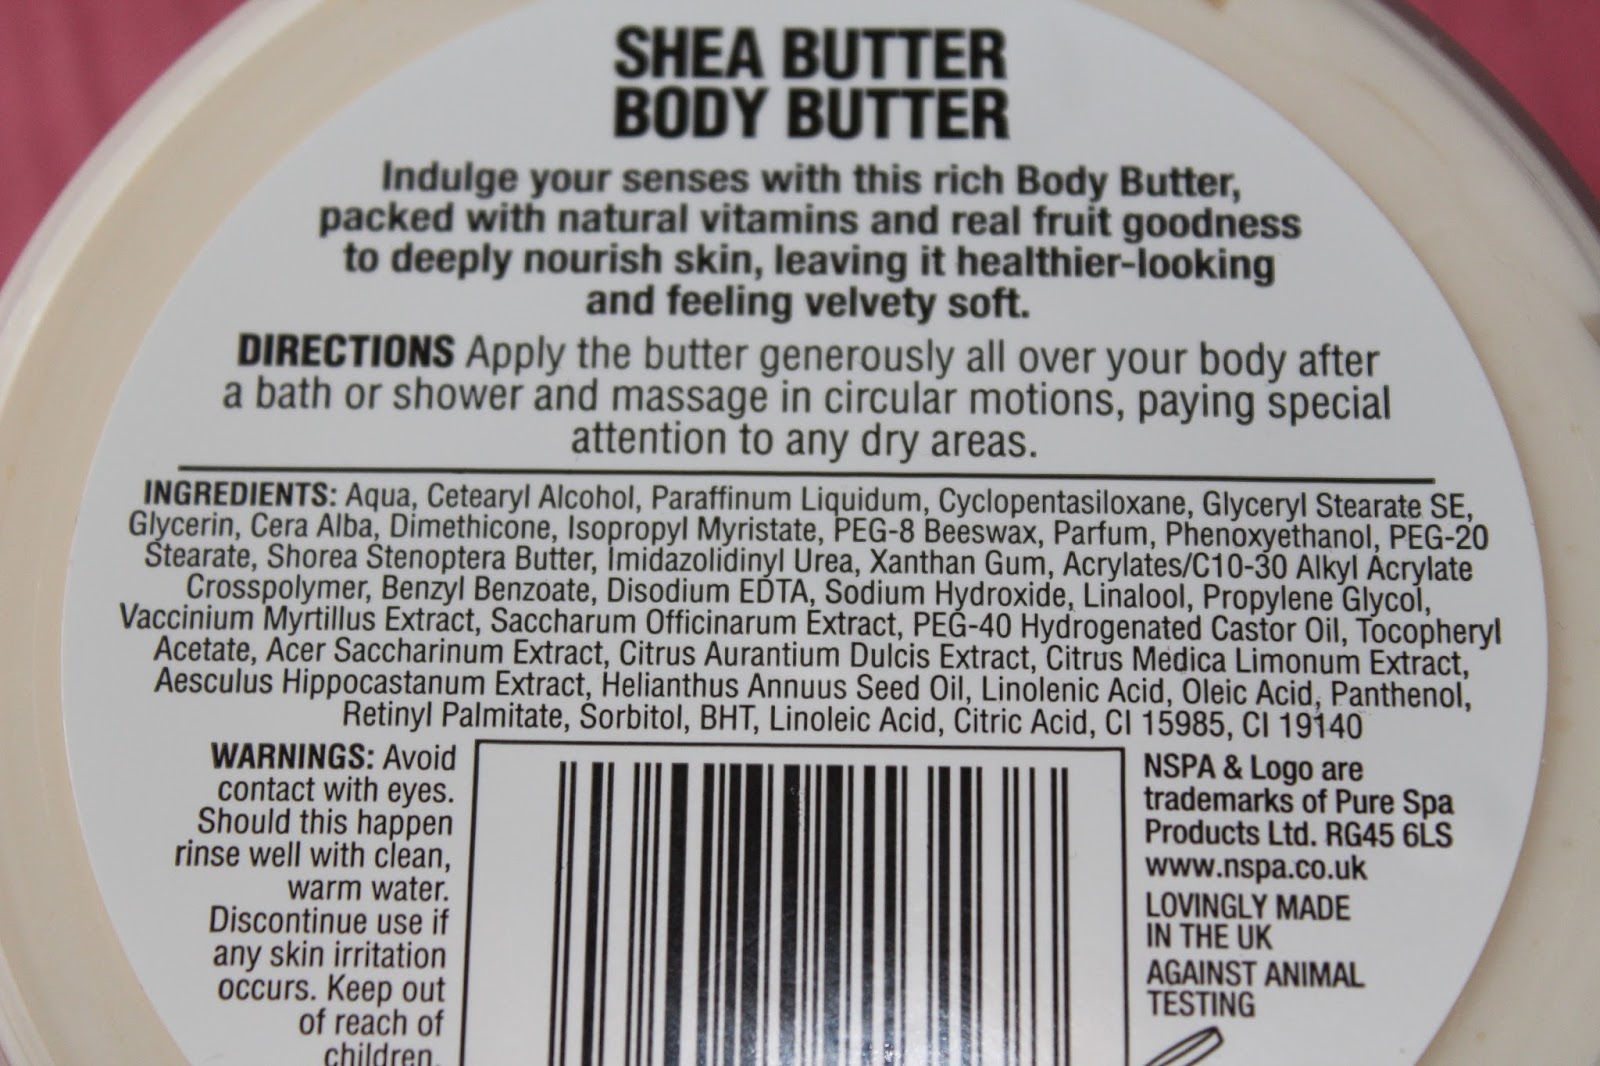 SHEA BUTTER
BODY BUTTER
Indulge your senses with this rich Body Butter,
packed with natural vitamins and real fruit goodness
to deeply nourish skin, leaving it healthier-looking
and feeling velvety soft.
DIRECTIONS Apply the butter generously all over your body after
a bath or shower and massage in circular motions, paying special
attention to any dry areas.
INGREDIENTS: Aqua, Cetearyl Alcohol, Paraffinum Liquidum, Cyclopentasiloxane, Glyceryl Stearate SE,
Glycerin, Cera Alba, Dimethicone, Isopropyl Myristate, PEG-8 Beeswax, Parfum, Phenoxyethanol, PEG-20
Stearate, Shorea Stenoptera Butter, Imidazolidinyl Urea, Xanthan Gum, Acrylates/C10-30 Alkyl Acrylate
Crosspolymer, Benzyl Benzoate, Disodium EDTA, Sodium Hydroxide, Linalool, Propylene Glycol,
Vaccinium Myrtillus Extract, Saccharum Officinarum Extract, PEG-40 Hydrogenated Castor Oil, Tocopheryl
Acetate, Acer Saccharinum Extract, Citrus Aurantium Dulcis Extract, Citrus Medica Limonum Extract,
Aesculus Hippocastanum Extract, Helianthus Annuus Seed Oil, Linolenic Acid, Oleic Acid, Panthenol,
Retinyl Palmitate, Sorbitol, BHT, Linoleic Acid, Citric Acid, CI 15985, CI 19140
WARNINGS: Avoid
contact with eyes.
Should this happen
rinse well with clean,
warm water.
Discontinue use if
any skin irritation
occurs. Keep out
of reach of
children.
NSPA & Logo are
trademarks of Pure Spa
Products Ltd. RG45 6LS
www.nspa.co.uk
LOVINGLY MADE
IN THE UK
AGAINST ANIMAL
TESTING